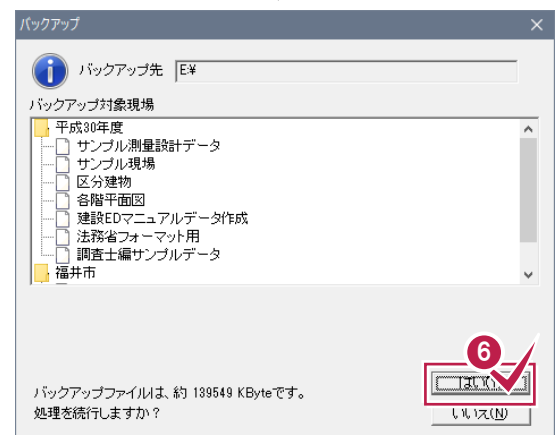 バックアップ
バックアップ先 E:¥
バックアップ対象現場
平成30年度
サンプル測量設計データ
サンプル現場
区分建物
各階平面図
建設EDマニュアルデータ作成
法務省フォーマット用
調査士編サンプルデータ
福井市
6
はい(Y)
バックアップファイルは、約 139549 KByteです。
処理を続行しますか？
いいえ(N)